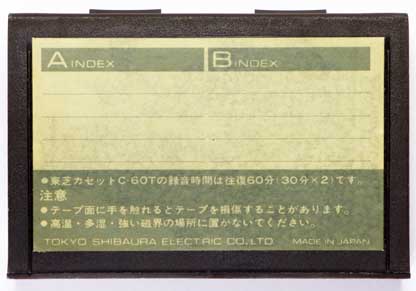 A INDEX B INDEX
●東芝カセットC-60Tの録音時間は往復60分(30分×2)です。
注意
●テープ面に手を触れるとテープを損傷することがあります。
●高温・多湿・強い磁界の場所に置かないでください。
TOKYO SHIBAURA ELECTRIC CO., LTD MADE IN JAPAN